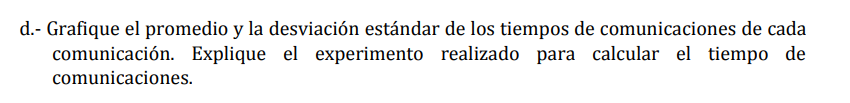 d.- Grafique el promedio y la desviación estándar de los tiempos de comunicaciones de cada
comunicación. Explique el experimento realizado para calcular el tiempo de
comunicaciones.